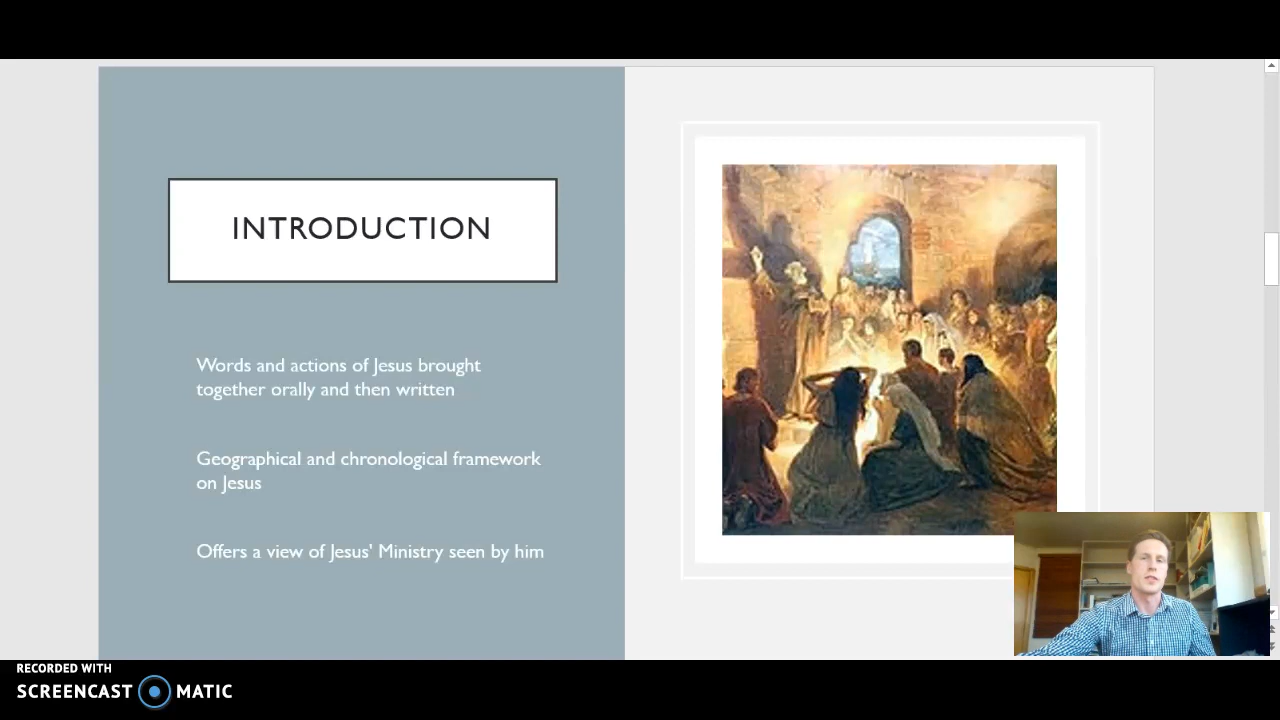 INTRODUCTION
Words and actions of Jesus brought
together orally and then written
Geographical and chronological framework
on Jesus
Offers a view of Jesus' Ministry seen by him
RECORDED WITH
SCREENCAST MATIC